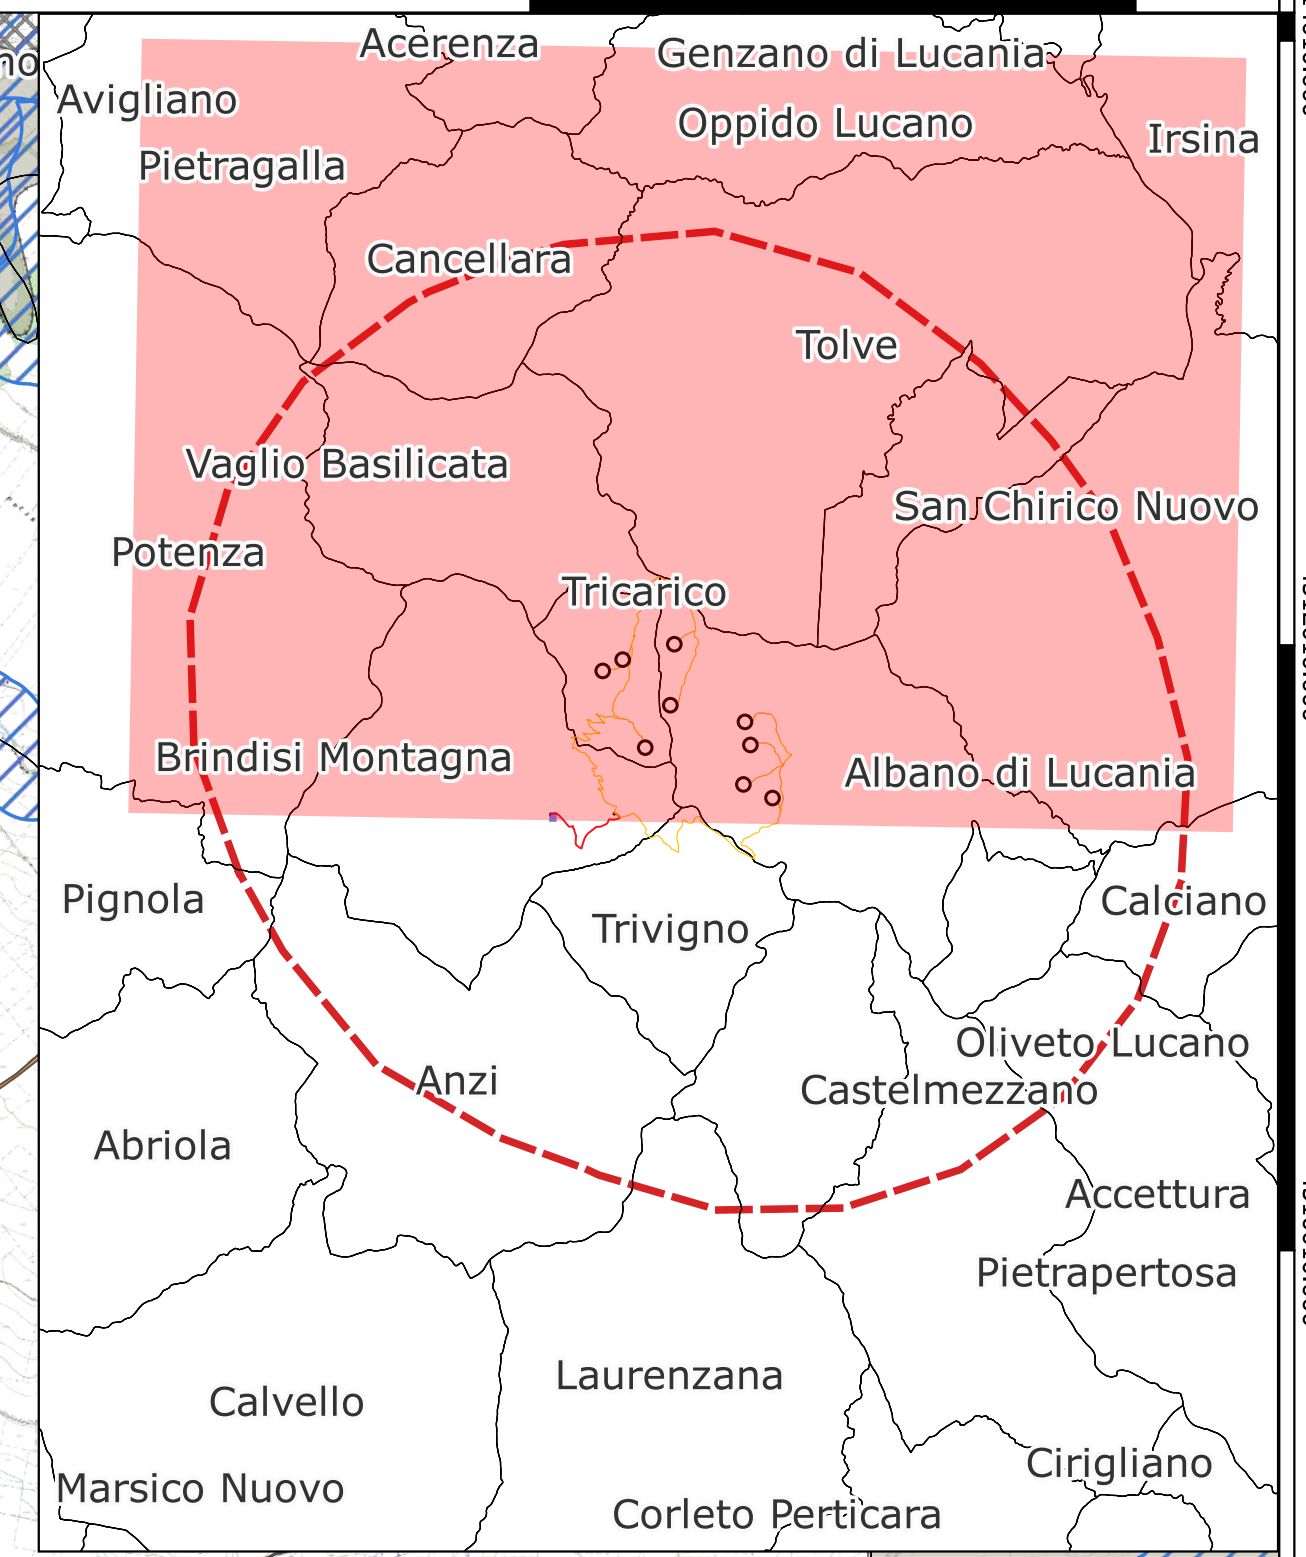 Acerenza
Genzano di Lucania
no
Avigliano
Oppido Lucano
Irsina
Pietragalla
Cancellara
Tolve
Vaglio Basilicata
San Chirico Nuovo
Potenza
Tricarico
Brindisi Montagna
Albano di Lucania
Pignola
Calciano
Trivigno
Oliveto Lucano
Anzi
Castelmezzano
Abriola
Accettura
Pietrapertosa
Laurenzana
Calvello
Cirigliano
Marsico Nuovo
Corleto Perticara